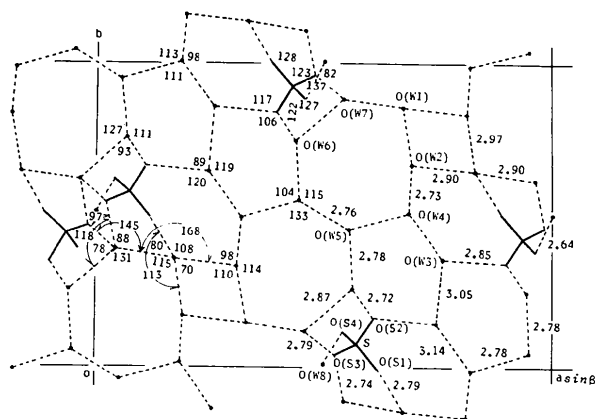 b
113 98
111
128
123 82
137
127
117
122
106
O(W7)
O(W1)
O(W6)
127 111
93
89 119
120
O(W2)
2.97
2.90
2.90
2.73
104 115
133
2.76
O(W4)
O(W5)
97
118
145
78
88
131
80
168
108
115
70
113
98
110
114
2.78
O(W3)
2.85
2.64
2.87
2.72
3.05
O(S4)
O(S2)
S
2.79
O(S3)
O(S1)
O(W8)
2.74
2.79
3.14
2.78
2.78
o
asinβ